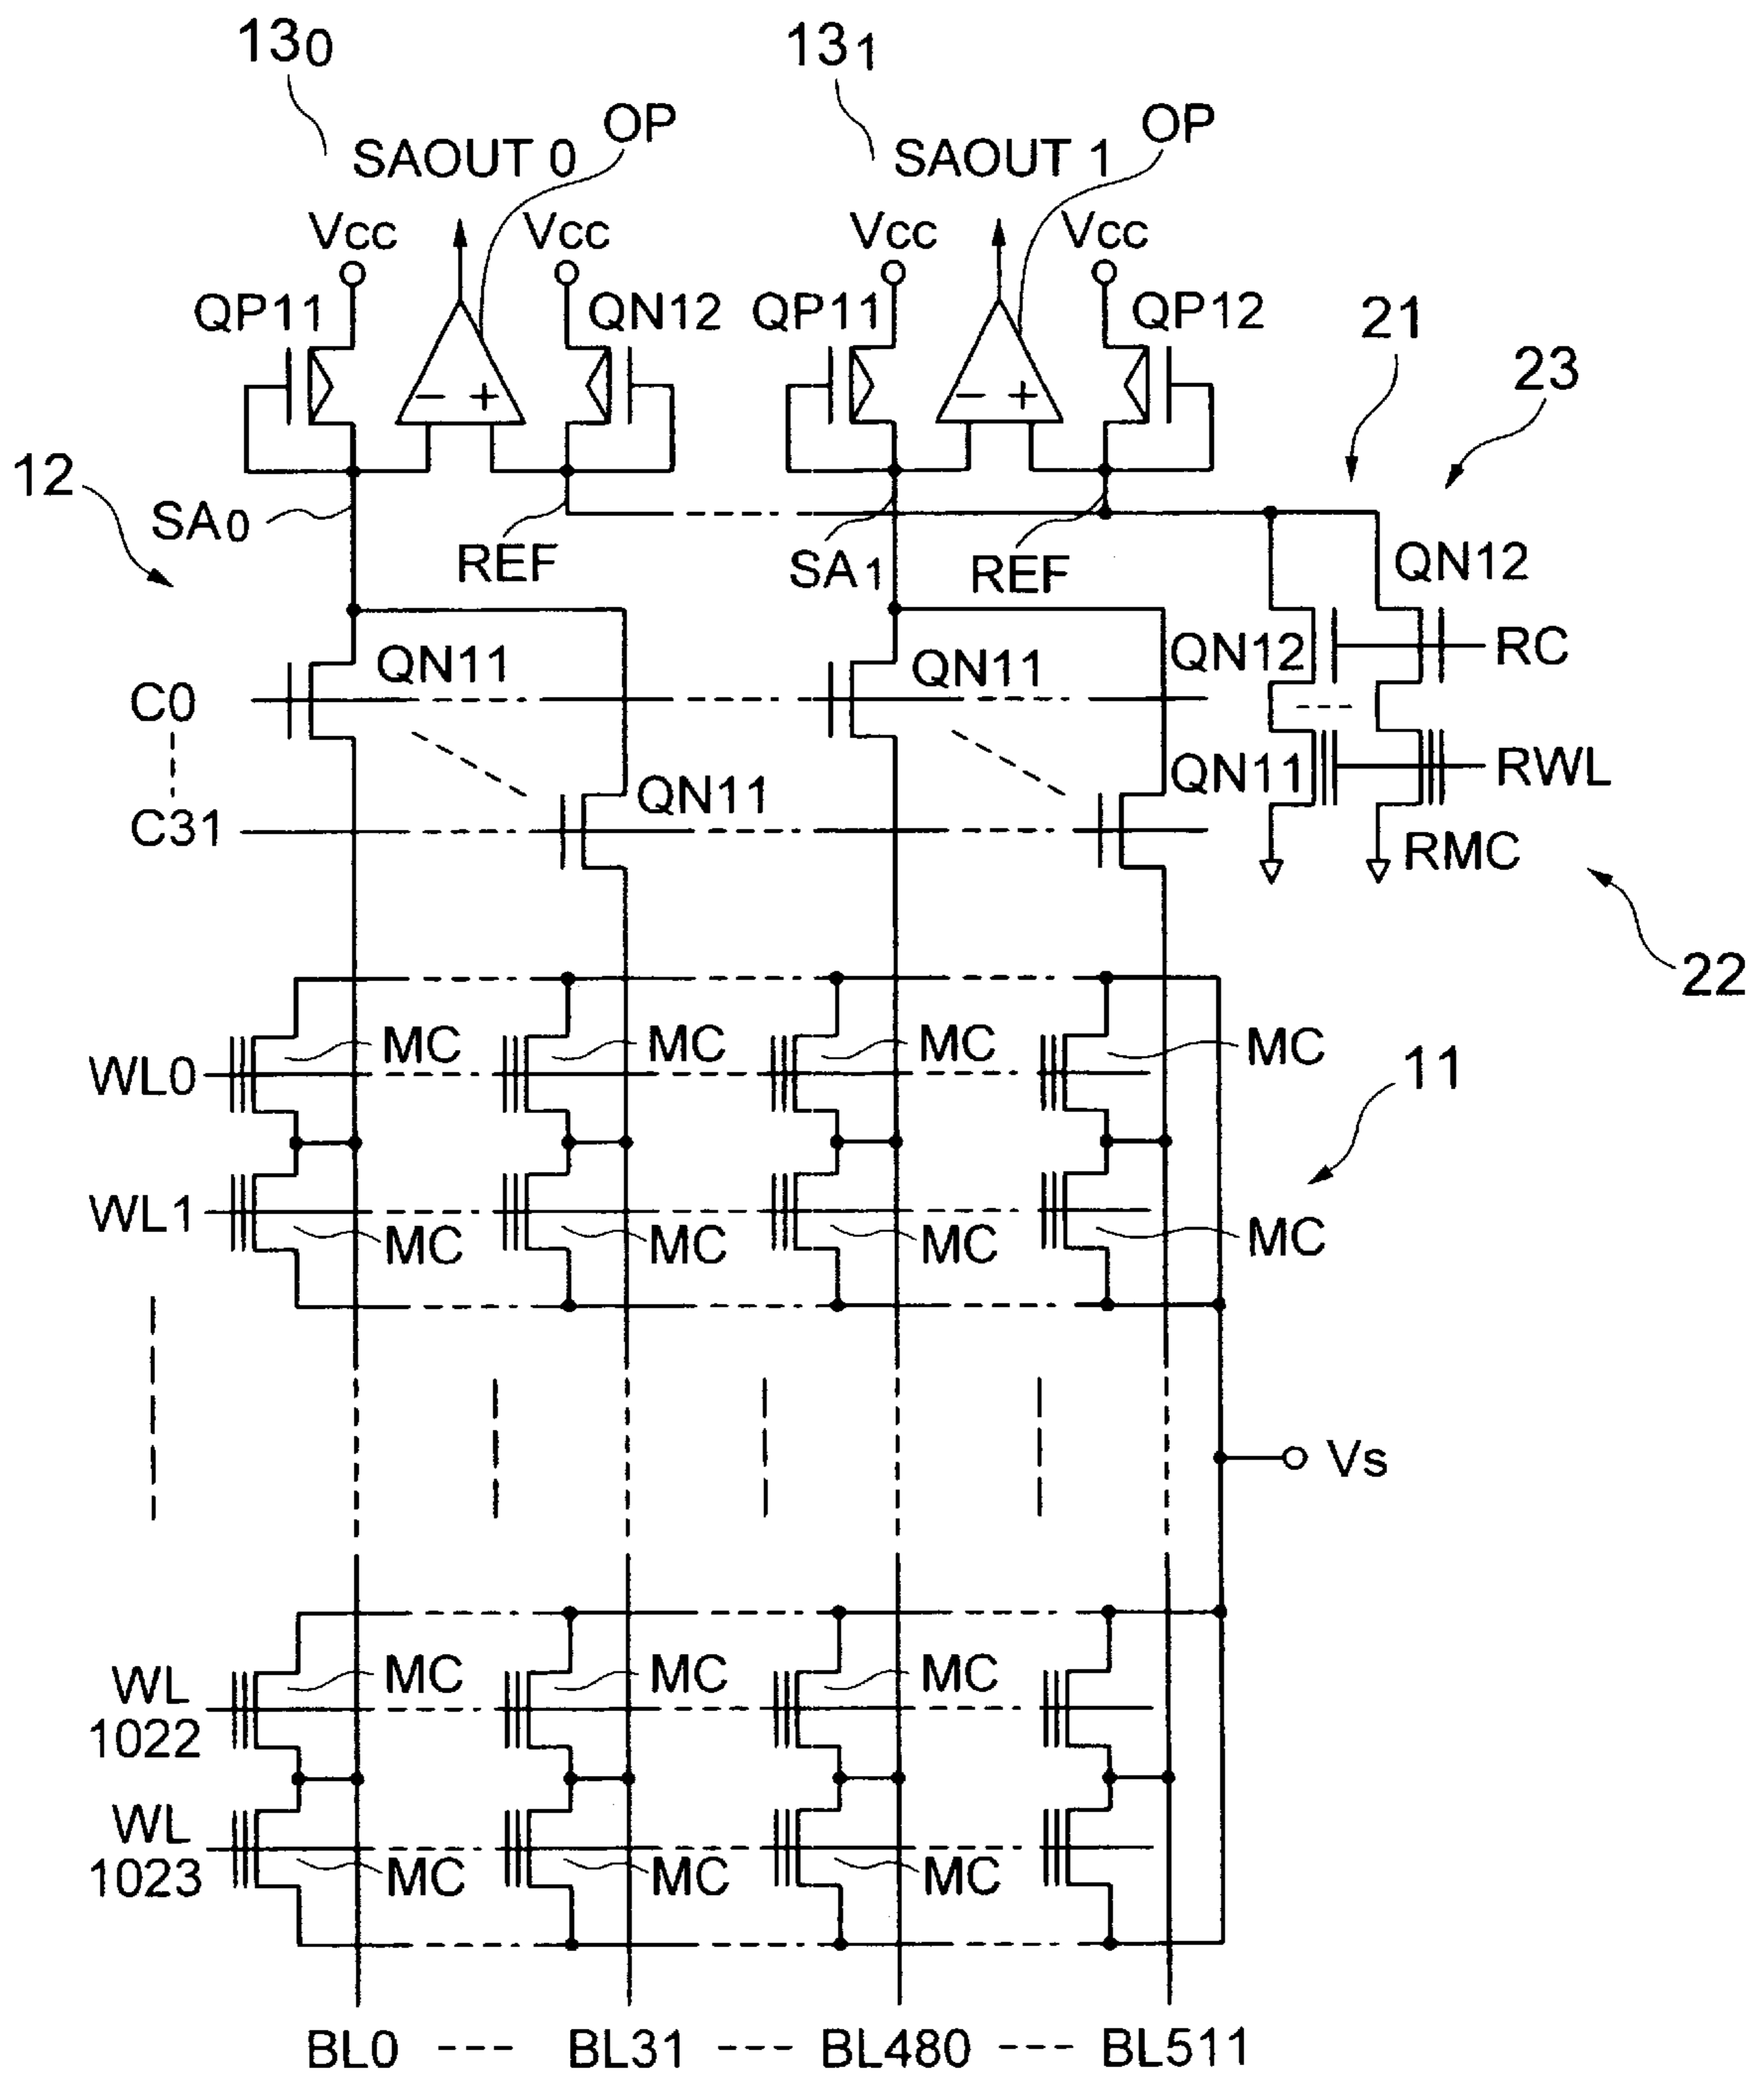 13₀ 13₁
OP OP
SAOUT 0 SAOUT 1
Vcc Vcc Vcc Vcc
QP11 QN12 QP11 QP12 21
23
− + − +
12
SA₀ REF SA₁ REF QN12
QN11 QN11 QN12 RC
C0
QN11 QN11 RWL
C31 RMC
22
MC MC MC MC
WL0 11
WL1
MC MC MC MC
Vs
MC MC MC
WL
1022
WL
1023
MC MC MC
BL0 --- BL31 --- BL480 --- BL511